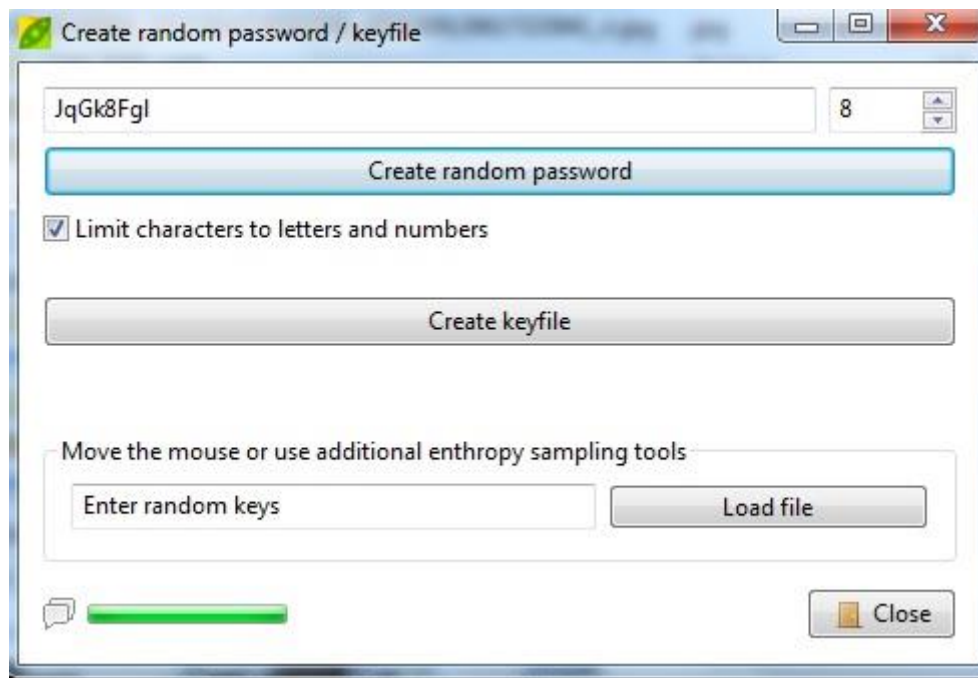 Create random password / keyfile
JqGk8FgI
8
Create random password
Limit characters to letters and numbers
Create keyfile
Move the mouse or use additional enthropy sampling tools
Enter random keys
Load file
Close